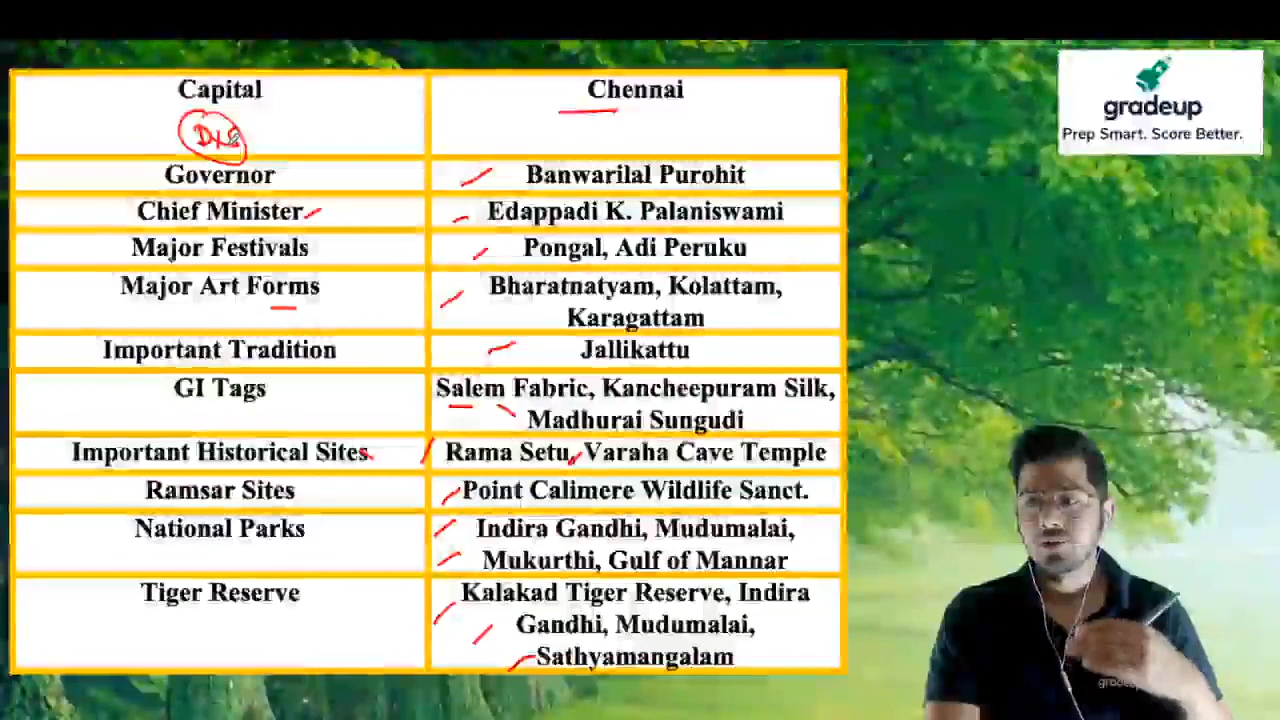 Capital Chennai
Governor Banwarilal Purohit
Chief Minister Edappadi K. Palaniswami
Major Festivals Pongal, Adi Peruku
Major Art Forms Bharatnatyam, Kolattam,
Karagattam
Important Tradition Jallikattu
GI Tags Salem Fabric, Kancheepuram Silk,
Madhurai Sungudi
Important Historical Sites Rama Setu, Varaha Cave Temple
Ramsar Sites Point Calimere Wildlife Sanct.
National Parks Indira Gandhi, Mudumalai,
Mukurthi, Gulf of Mannar
Tiger Reserve Kalakad Tiger Reserve, Indira
Gandhi, Mudumalai,
Sathyamangalam
gradeup
Prep Smart. Score Better.